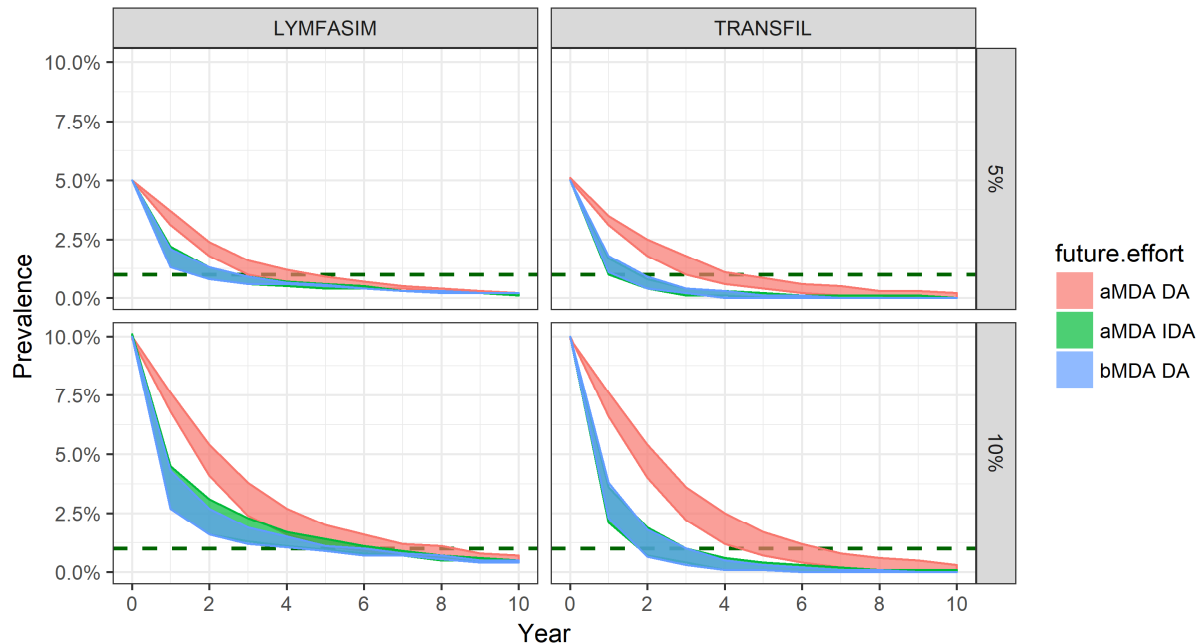 LYMFASIM
TRANSFIL
10.0%
7.5%
5.0%
2.5%
0.0%
5%
10.0%
7.5%
5.0%
2.5%
0.0%
10%
Prevalence
0 2 4 6 8 10
0 2 4 6 8 10
Year
future.effort
aMDA DA
aMDA IDA
bMDA DA